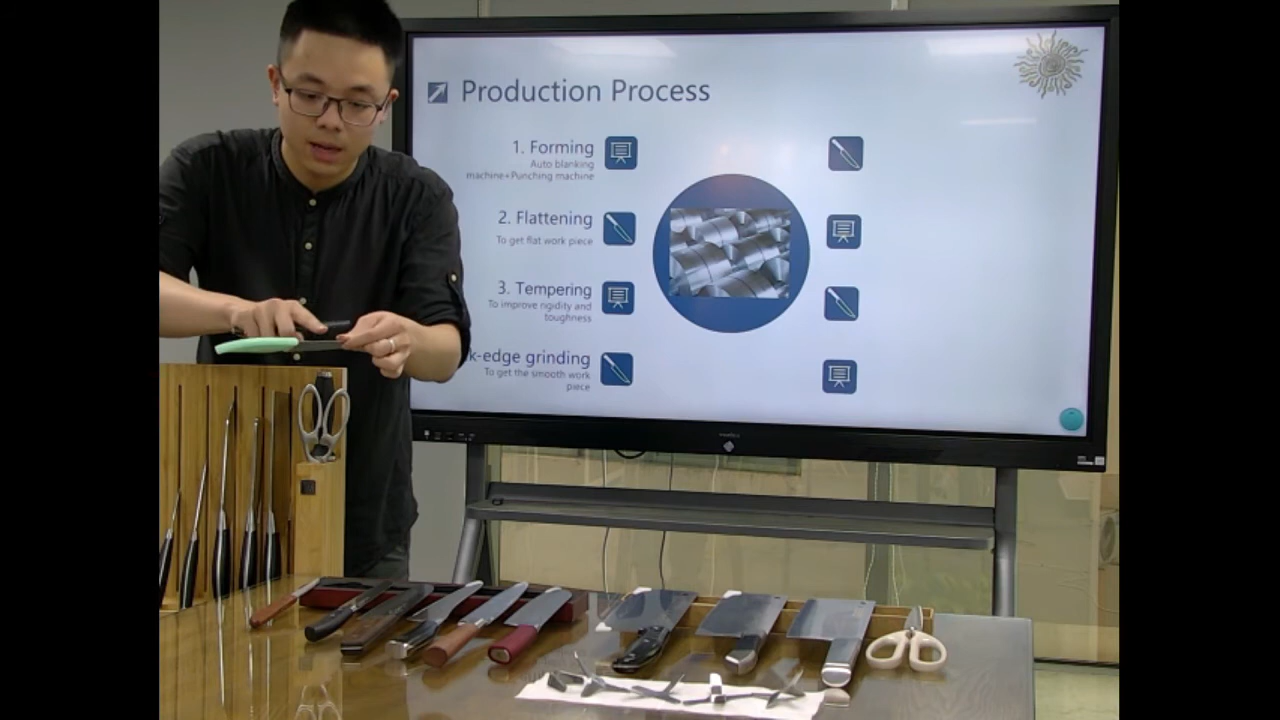 Production Process
1. Forming
Auto blanking
machine+Punching machine
2. Flattening
To get flat work piece
3. Tempering
To improve rigidity and
toughness
k-edge grinding
To get the smooth work
piece